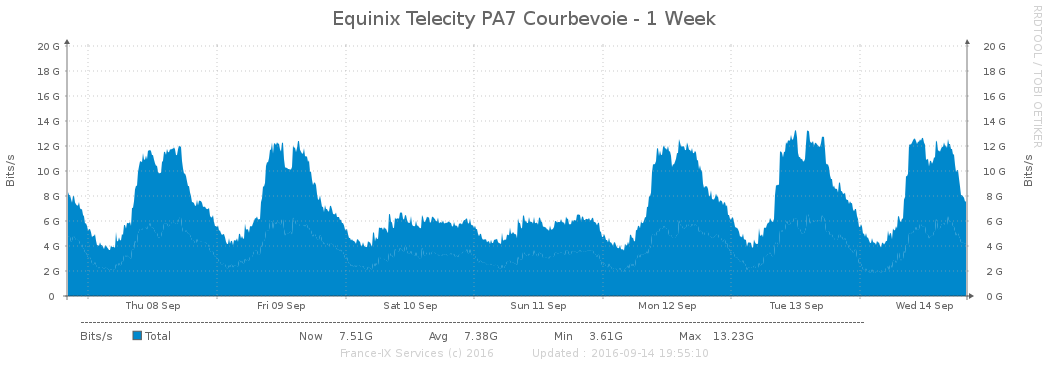 Equinix Telecity PA7 Courbevoie - 1 Week
RRDTOOL / TOBI OETIKER
Bits/s
20 G 20 G
18 G 18 G
16 G 16 G
14 G 14 G
12 G 12 G
10 G 10 G
8 G 8 G
6 G 6 G
4 G 4 G
2 G 2 G
0 0 G
Bits/s
Thu 08 Sep Fri 09 Sep Sat 10 Sep Sun 11 Sep Mon 12 Sep Tue 13 Sep Wed 14 Sep
Bits/s Total Now 7.51G Avg 7.38G Min 3.61G Max 13.23G
France-IX Services (c) 2016 Updated : 2016-09-14 19:55:10